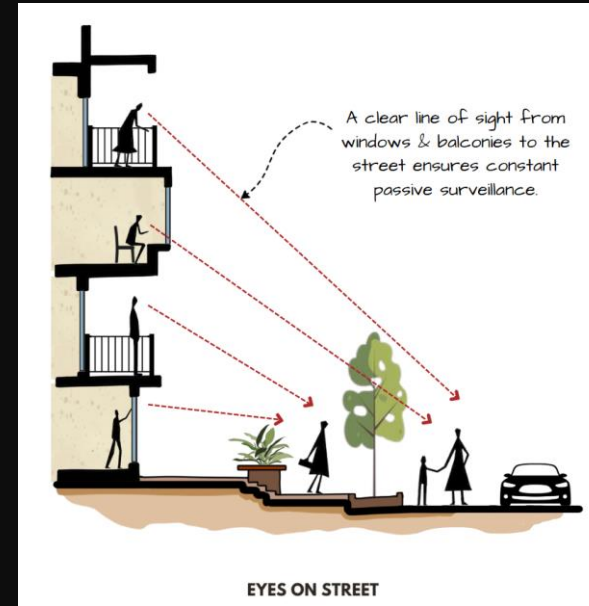 A clear line of sight from
windows & balconies to the
street ensures constant
passive surveillance.
EYES ON STREET